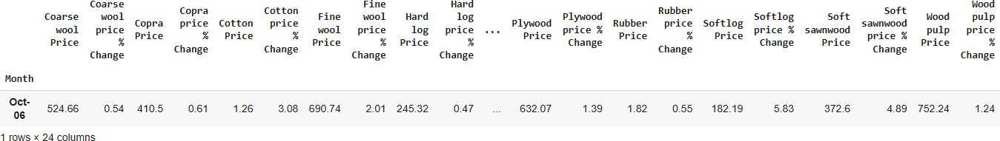 Month
Coarse
wool
Price
Coarse
wool
price
%
Change
Copra
Price
Copra
price
%
Change
Cotton
Price
Cotton
price
%
Change
Fine
wool
Price
Fine
wool
price
%
Change
Hard
log
Price
Hard
log
price
%
Change
...
Plywood
Price
Plywood
price %
Change
Rubber
Price
Rubber
price
%
Change
Softlog
Price
Softlog
price %
Change
Soft
sawnwood
Price
Soft
sawnwood
price %
Change
Wood
pulp
Price
Wood
pulp
price
%
Change
Oct-
06
524.66 0.54 410.5 0.61 1.26 3.08 690.74 2.01 245.32 0.47 ... 632.07 1.39 1.82 0.55 182.19 5.83 372.6 4.89 752.24 1.24
1 rows × 24 columns